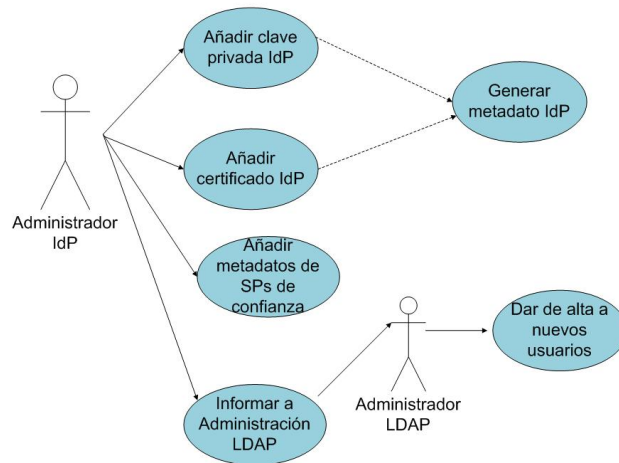 Añadir clave
privada IdP
Generar
metadato IdP
Añadir
certificado IdP
Administrador
IdP
Añadir
metadatos de
SPs de
confianza
Dar de alta a
nuevos
usuarios
Informar a
Administración
LDAP
Administrador
LDAP